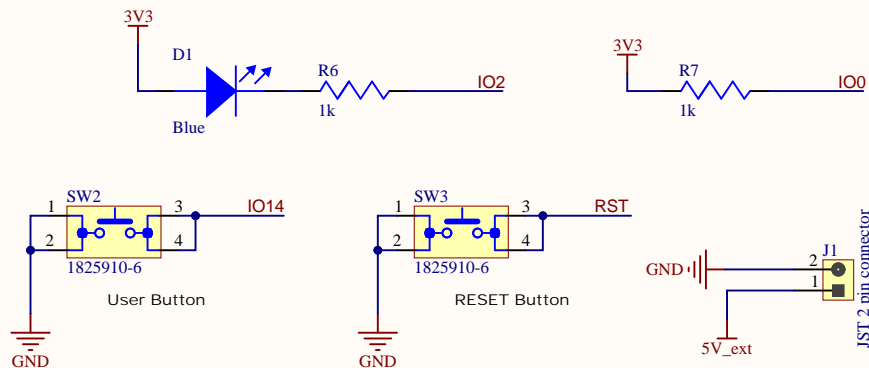 3V3
D1
R6
IO2
1k
Blue
3V3
R7
IO0
1k
SW2
1
3
IO14
2
4
1825910-6
User Button
GND
SW3
1
3
RST
2
4
1825910-6
RESET Button
GND
J1
GND
2
1
5V_ext
JST 2 pin connector